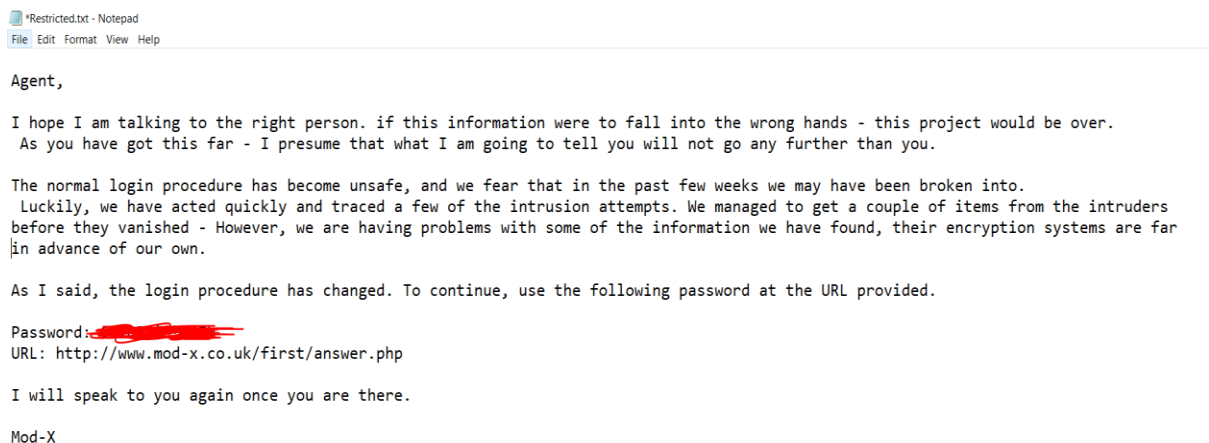 *Restricted.txt - Notepad
File Edit Format View Help
Agent,
I hope I am talking to the right person. if this information were to fall into the wrong hands - this project would be over.
As you have got this far - I presume that what I am going to tell you will not go any further than you.
The normal login procedure has become unsafe, and we fear that in the past few weeks we may have been broken into.
Luckily, we have acted quickly and traced a few of the intrusion attempts. We managed to get a couple of items from the intruders
before they vanished - However, we are having problems with some of the information we have found, their encryption systems are far
in advance of our own.
As I said, the login procedure has changed. To continue, use the following password at the URL provided.
Password:
URL: http://www.mod-x.co.uk/first/answer.php
I will speak to you again once you are there.
Mod-X